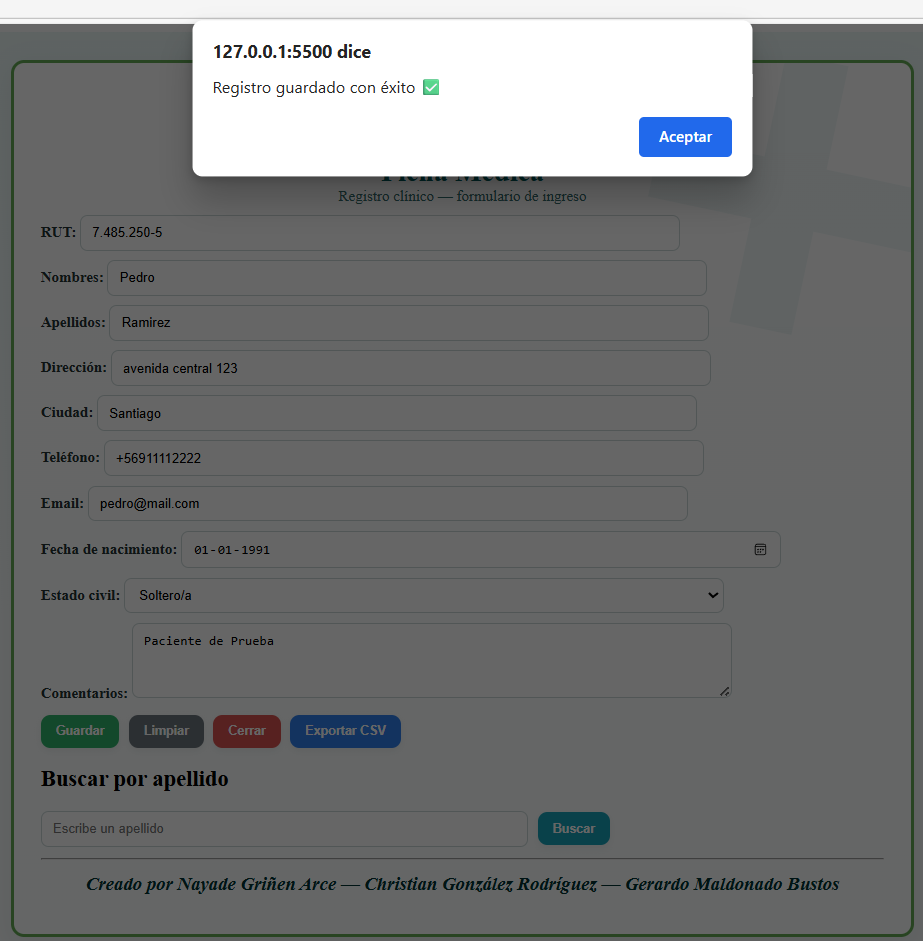 127.0.0.1:5500 dice
Registro guardado con éxito ✅
Aceptar
Ficha Médica
Registro clínico — formulario de ingreso
RUT: 7.485.250-5
Nombres: Pedro
Apellidos: Ramirez
Dirección: avenida central 123
Ciudad: Santiago
Teléfono: +56911112222
Email: pedro@mail.com
Fecha de nacimiento: 01-01-1991
Estado civil: Soltero/a
Paciente de Prueba
Comentarios:
Guardar Limpiar Cerrar Exportar CSV
Buscar por apellido
Escribe un apellido Buscar
Creado por Nayade Griñen Arce — Christian González Rodríguez — Gerardo Maldonado Bustos